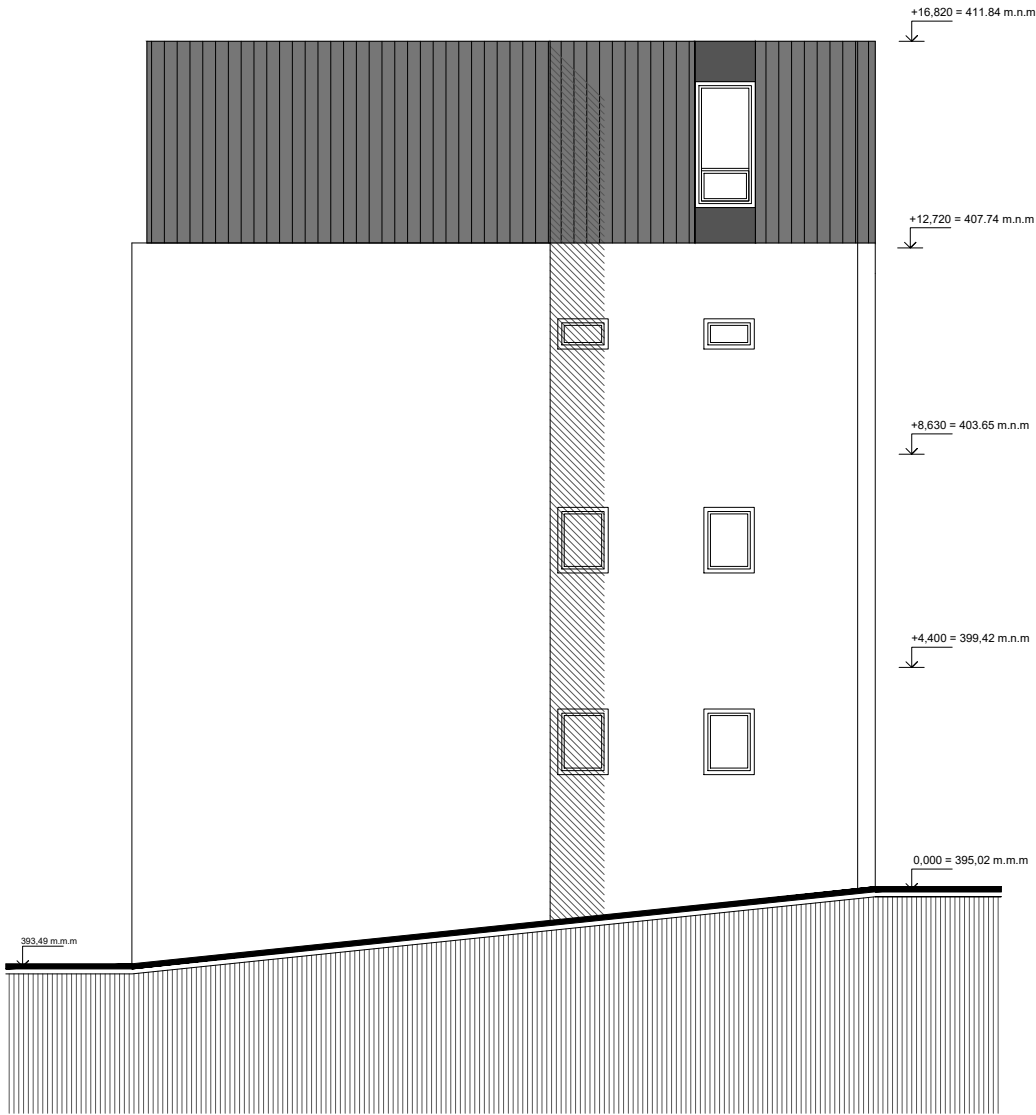 +16,820 = 411.84 m.n.m
+12,720 = 407.74 m.n.m
+8,630 = 403.65 m.n.m
+4,400 = 399,42 m.n.m
0,000 = 395,02 m.m.m
393,49 m.m.m